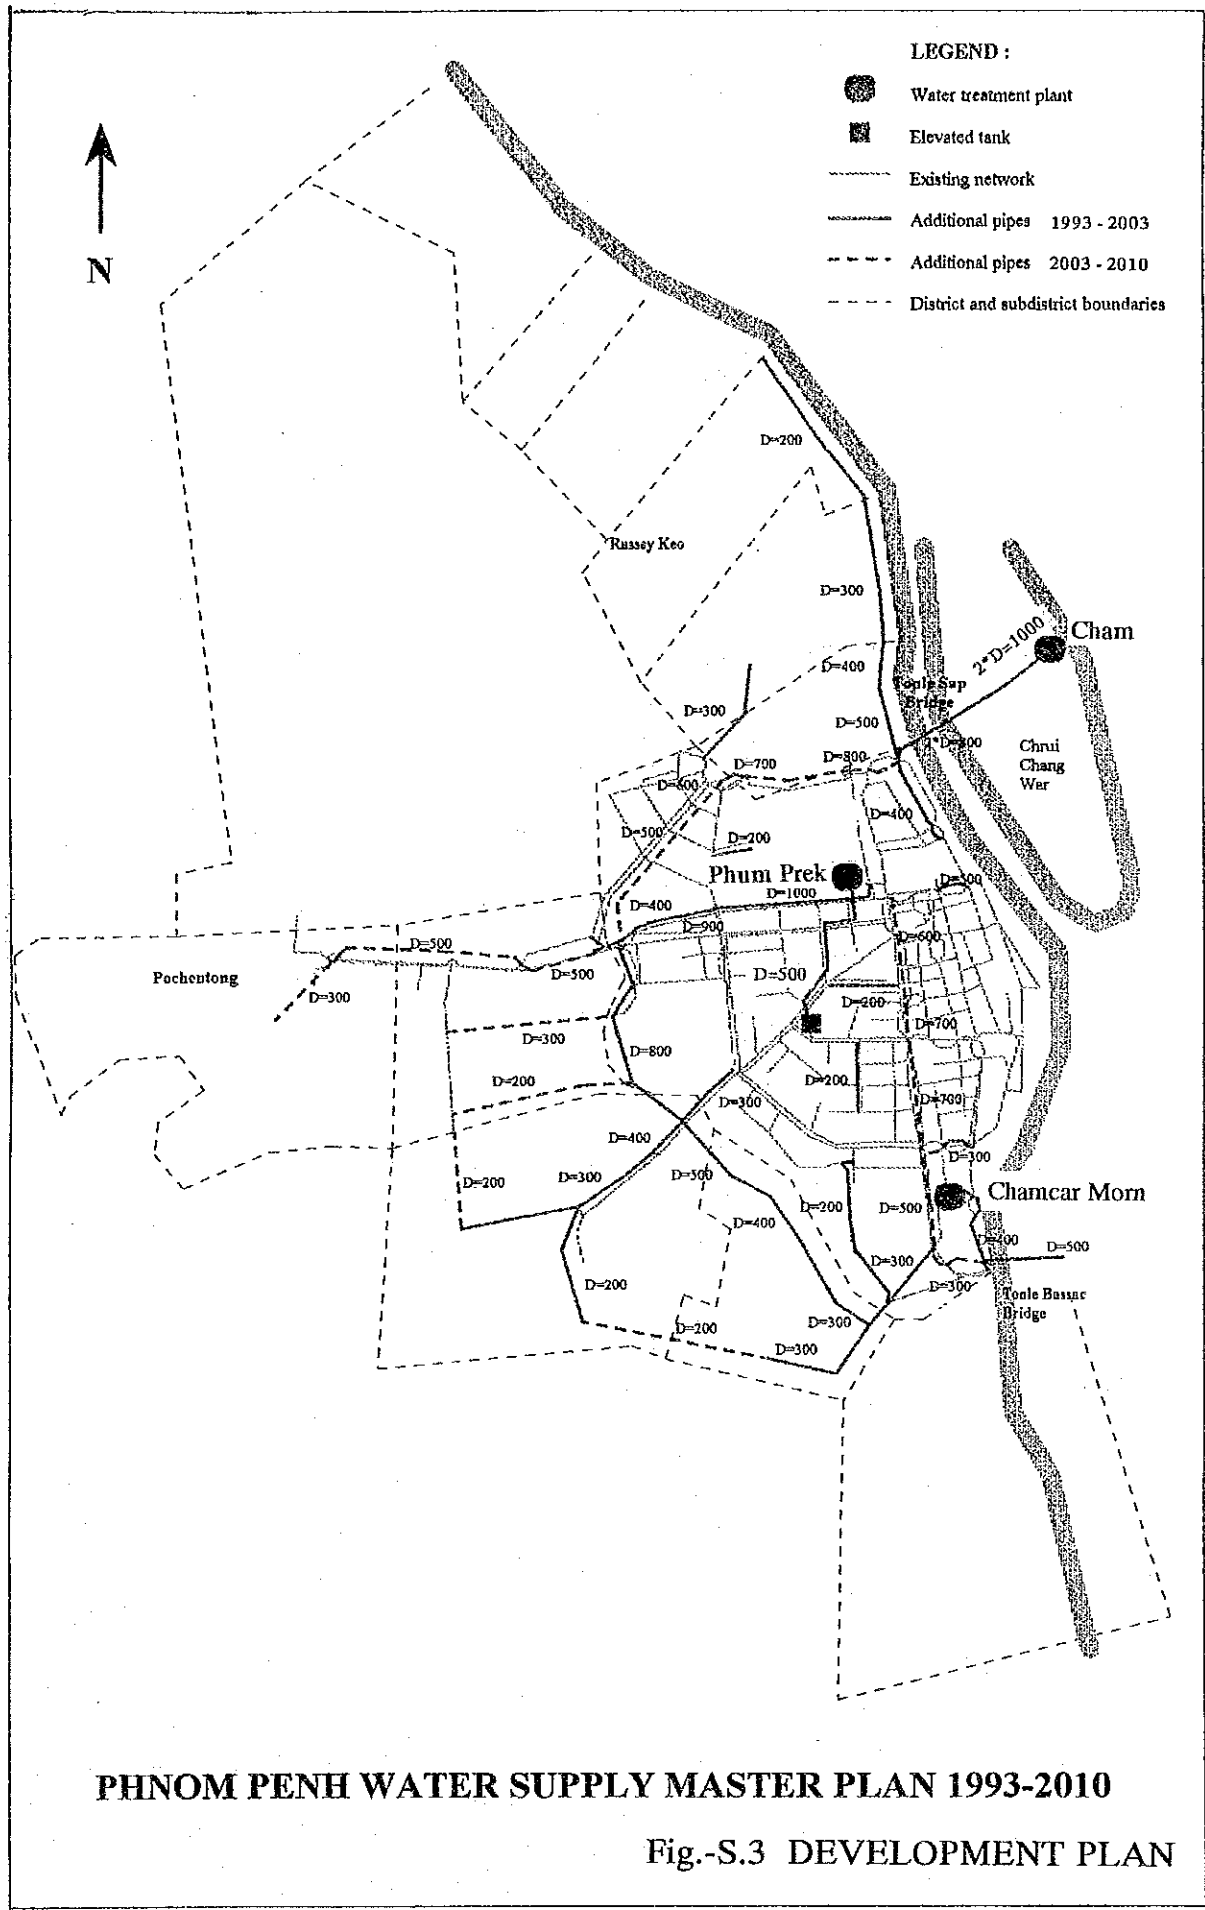 LEGEND :
Water treatment plant
Elevated tank
Existing network
Additional pipes 1993 - 2003
Additional pipes 2003 - 2010
District and subdistrict boundaries
N
D=200
Russey Keo
D=300
2*D=1000
Cham
D=400
Tonle Sap
Bridge
D=300
D=500
2*D=800
D=800
D=700
Chrui
Chang
War
D=600
D=400
D=500
D=200
Phum Prek
D=500
D=1000
D=400
D=900
D=600
D=500
D=500
D=500
Pochentong
D=300
D=200
D=700
D=300
D=800
D=200
D=200
D=300
D=700
D=400
D=300
D=300
D=500
D=200
Chamcar Morn
D=200
D=500
D=400
D=400
D=500
D=300
D=200
D=300
Tonle Bassac
Bridge
D=200
D=300
D=300
PHNOM PENH WATER SUPPLY MASTER PLAN 1993-2010
Fig.-S.3 DEVELOPMENT PLAN